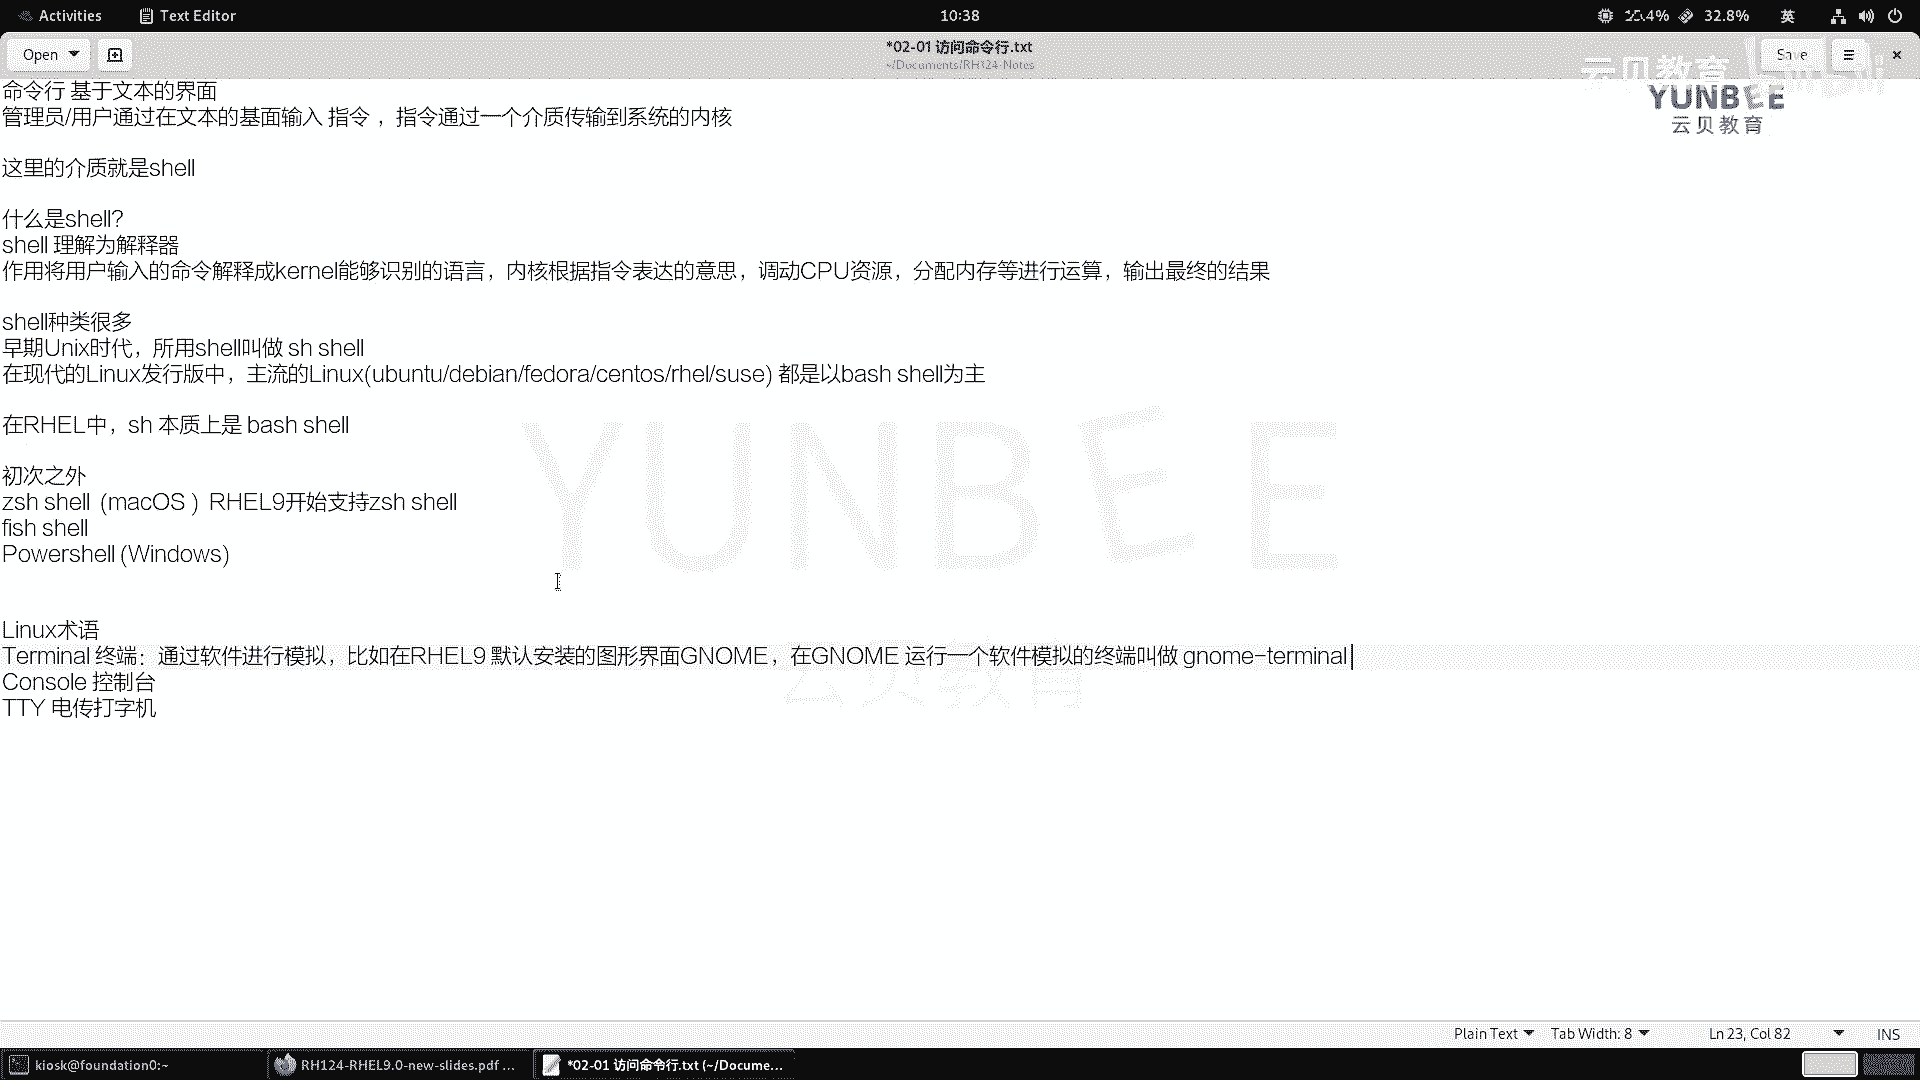 Activities
Text Editor
10:38
32.8%
英
Open
*02-01 访问命令行.txt
~/Documents/RH124-Notes
Save
云贝教育
YUNBEE
云贝教育
命令行 基于文本的界面
管理员/用户通过在文本的基面输入 指令 ，指令通过一个介质传输到系统的内核
这里的介质就是shell
什么是shell?
shell 理解为解释器
作用将用户输入的命令解释成kernel能够识别的语言，内核根据指令表达的意思，调动CPU资源，分配内存等进行运算，输出最终的结果
shell种类很多
早期Unix时代，所用shell叫做 sh shell
在现代的Linux发行版中，主流的Linux(ubuntu/debian/fedora/centos/rhel/suse) 都是以bash shell为主
在RHEL中，sh 本质上是 bash shell
初次之外
zsh shell (macOS ) RHEL9开始支持zsh shell
fish shell
Powershell (Windows)
YUNBEE
Linux术语
Terminal 终端：通过软件进行模拟，比如在RHEL9 默认安装的图形界面GNOME，在GNOME 运行一个软件模拟的终端叫做 gnome-terminal
Console 控制台
TTY 电传打字机
云贝教育
Plain Text
Tab Width: 8
Ln 23, Col 82
INS
kiosk@foundation0:~
RH124-RHEL9.0-new-slides.pdf ...
*02-01 访问命令行.txt (~/Docume...